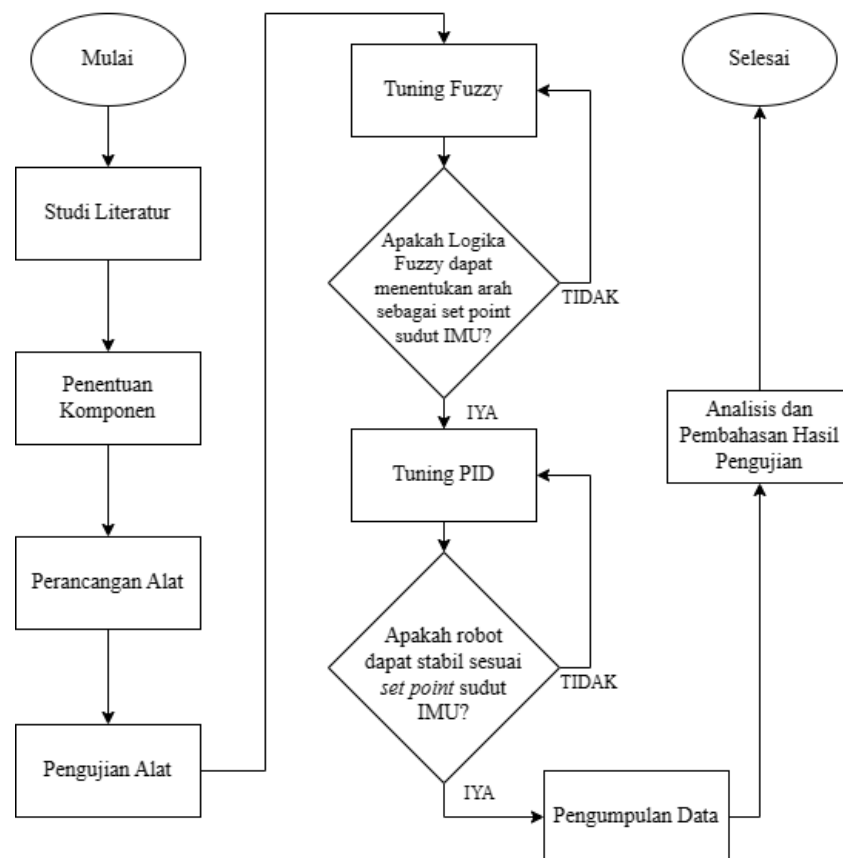 Mulai
Studi Literatur
Penentuan
Komponen
Perancangan Alat
Pengujian Alat
Tuning Fuzzy
Apakah Logika
Fuzzy dapat
menentukan arah
sebagai set point
sudut IMU?
TIDAK
IYA
Tuning PID
Apakah robot
dapat stabil sesuai
set point sudut
IMU?
TIDAK
IYA
Pengumpulan Data
Analisis dan
Pembahasan Hasil
Pengujian
Selesai